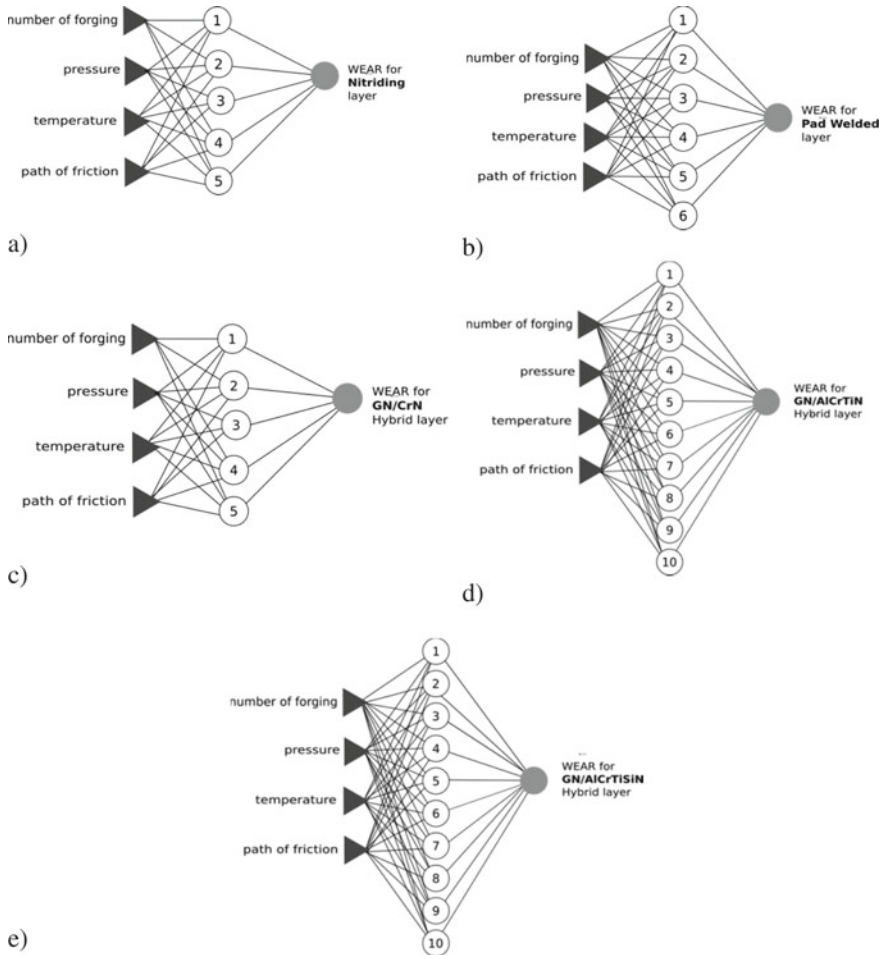 number of forging
pressure
temperature
path of friction
1
2
3
4
5
WEAR for
Nitriding
layer
a)
number of forging
pressure
temperature
path of friction
1
2
3
4
5
6
WEAR for
Pad Welded
layer
b)
number of forging
pressure
temperature
path of friction
1
2
3
4
5
WEAR for
GN/CrN
Hybrid layer
c)
number of forging
pressure
temperature
path of friction
1
2
3
4
5
6
7
8
9
10
WEAR for
GN/AlCrTiN
Hybrid layer
d)
number of forging
pressure
temperature
path of friction
1
2
3
4
5
6
7
8
9
10
WEAR for
GN/AlCrTiSiN
Hybrid layer
e)